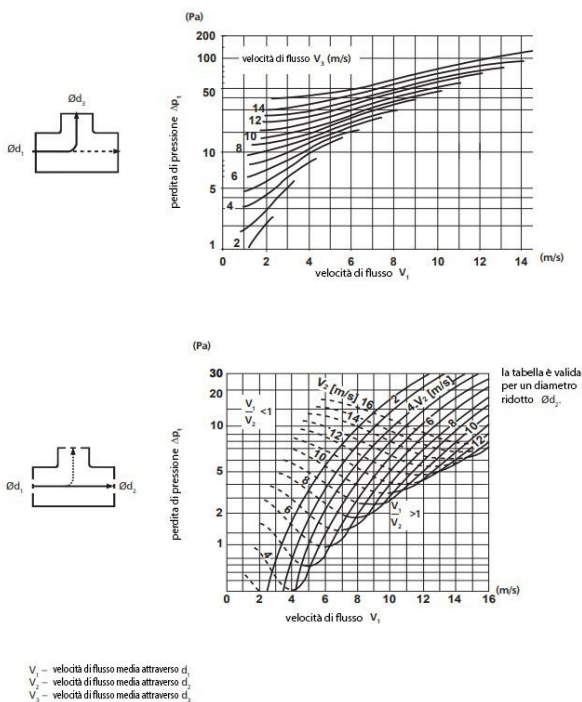 (Pa)
200
100
50
10
5
1
perdita di pressione Δp₁
velocità di flusso V₃ (m/s)
14
12
10
8
6
4
2
0 2 4 6 8 10 12 14 (m/s)
velocità di flusso V₁
Ød₃
Ød₁
(Pa)
30
20
10
5
2
1
perdita di pressione Δp₁
V₁/V₂ <1
V₂ [m/s] 16
14
12
10
8
6
4
2
4 V₂ [m/s]
6
8
10
12
V₁/V₂ >1
0 2 4 6 8 10 12 14 16 (m/s)
velocità di flusso V₁
la tabella è valida
per un diametro
ridotto Ød₂.
Ød₁
Ød₂
V₁ – velocità di flusso media attraverso d₁
V₂ – velocità di flusso media attraverso d₂
V₃ – velocità di flusso media attraverso d₃